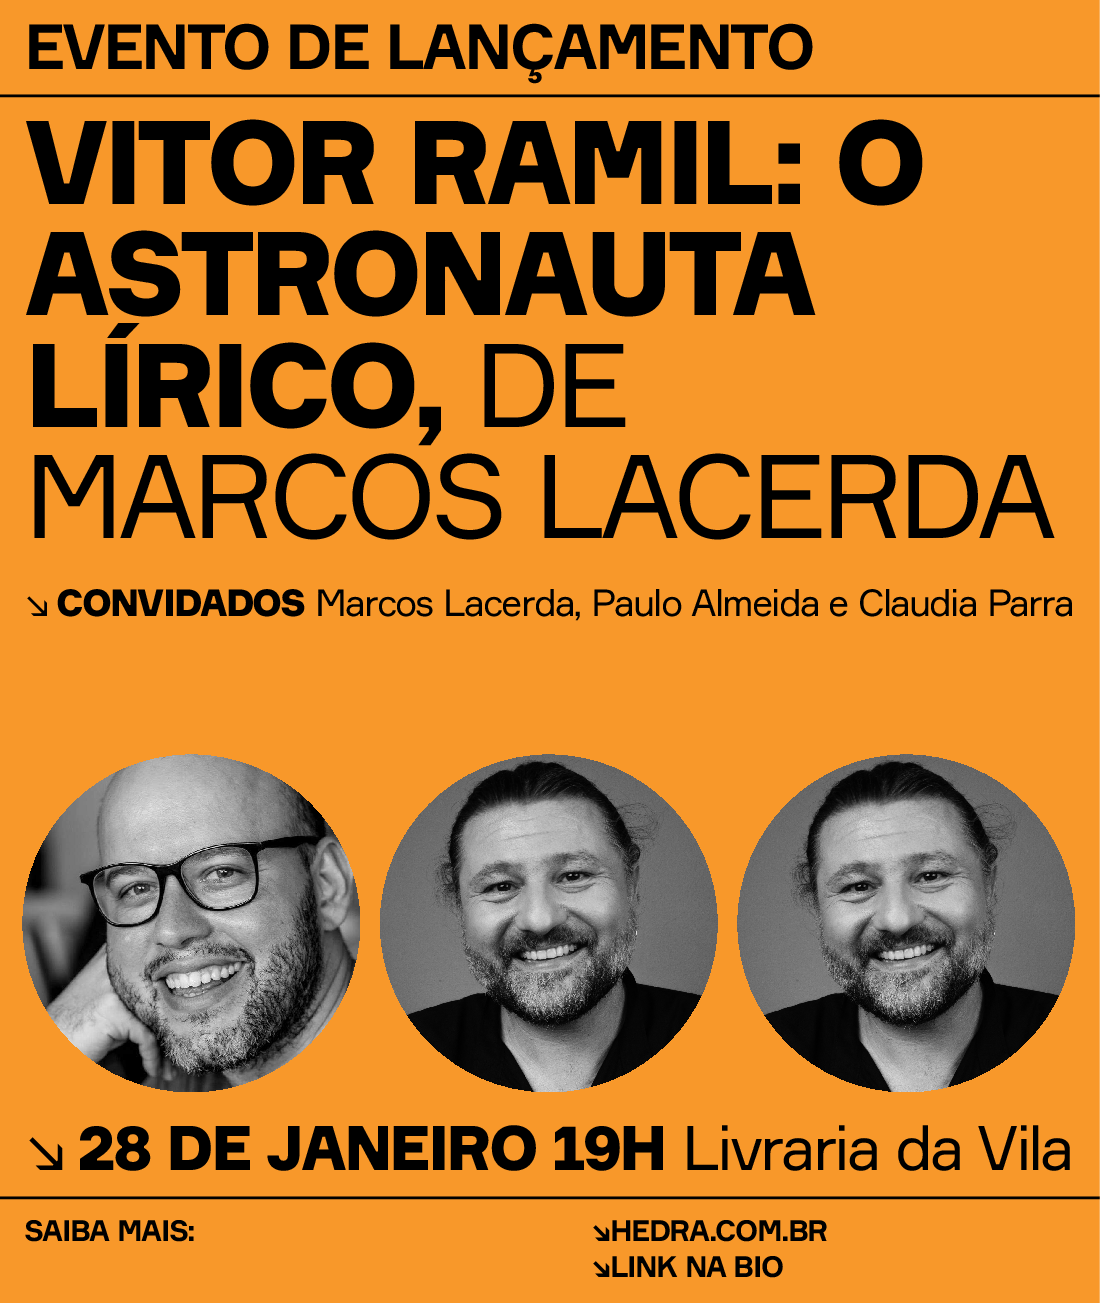 EVENTO DE LANÇAMENTO
VITOR RAMIL: O
ASTRONAUTA
LÍRICO, DE
MARCOS LACERDA
↘ CONVIDADOS Marcos Lacerda, Paulo Almeida e Claudia Parra
↘ 28 DE JANEIRO 19H Livraria da Vila
SAIBA MAIS:
↘HEDRA.COM.BR
↘LINK NA BIO